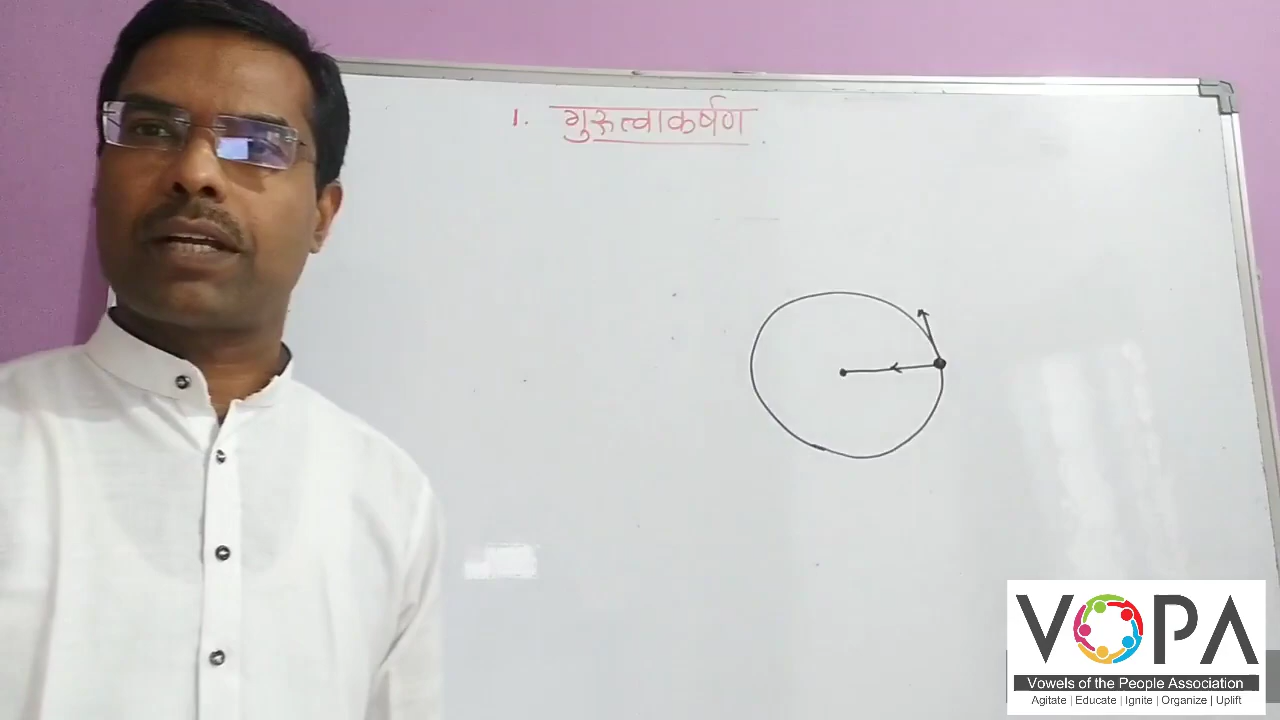 1. गुरूत्वाकर्षण
VOPA
Vowels of the People Association
Agitate | Educate | Ignite | Organize | Uplift